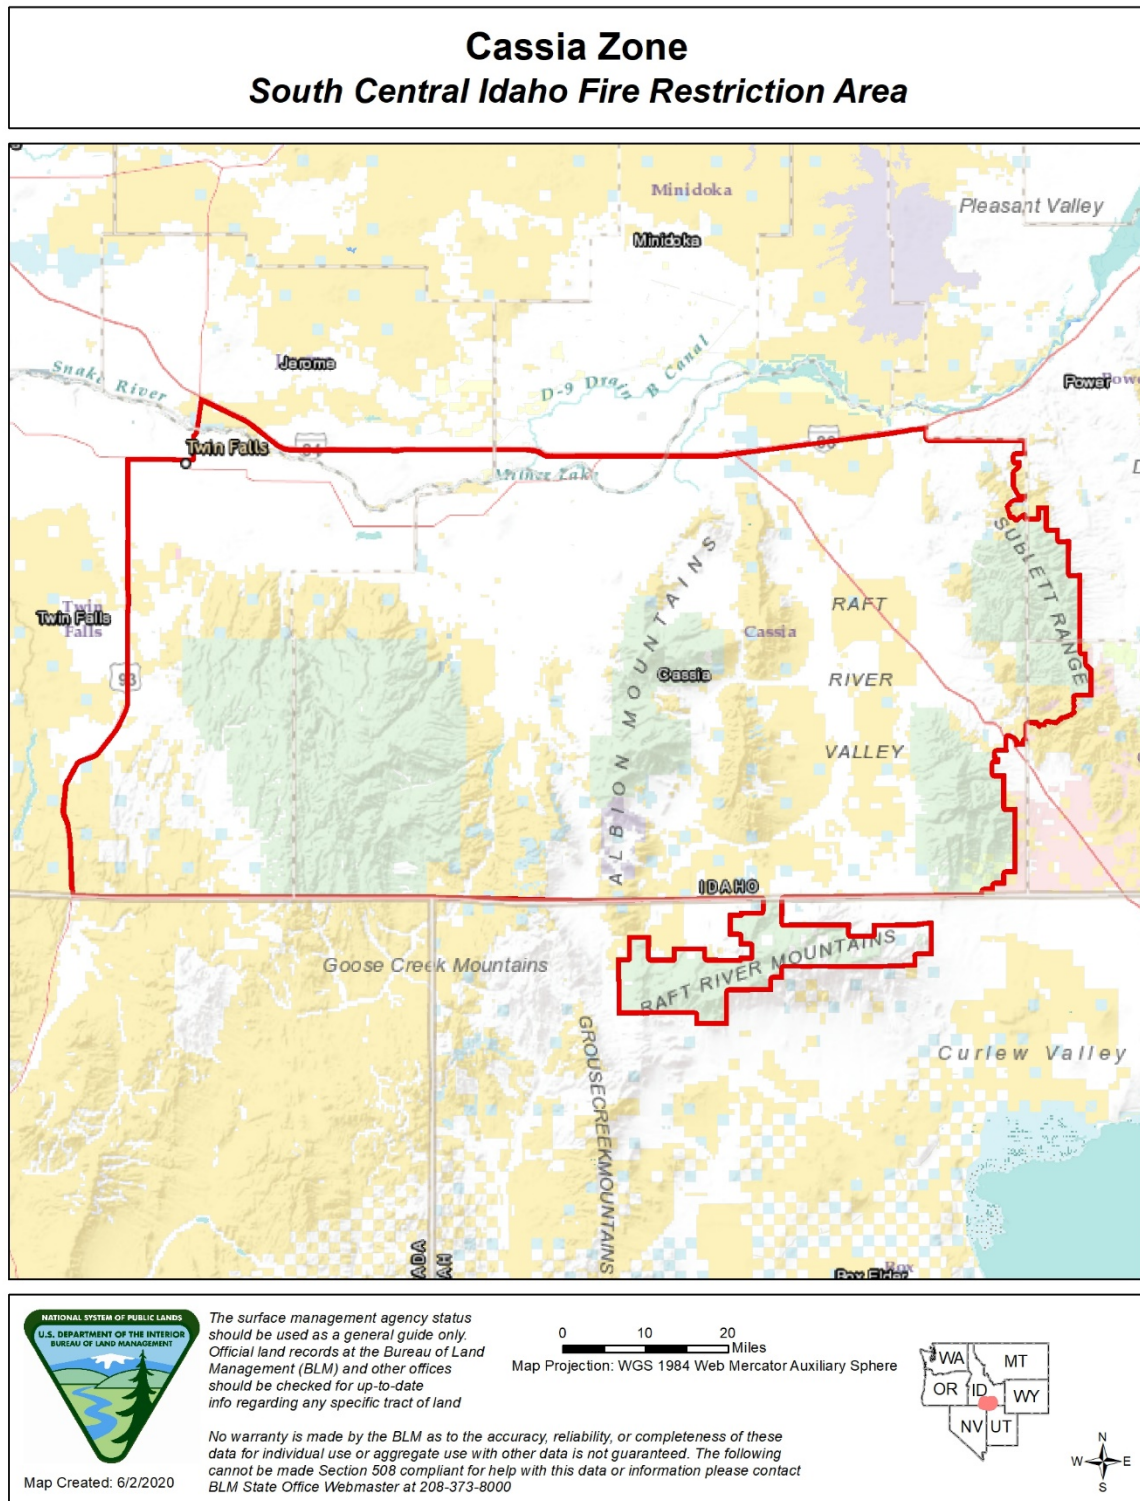 Cassia Zone
South Central Idaho Fire Restriction Area
Minidoka
Pleasant Valley
Minidoka
Jerome
Snake River
D-9 Drain
B Canal
Power
84
86
Twin Falls
Milner Lake
SUBLETT RANGE
ALBION MOUNTAINS
RAFT
Twin Falls
Twin
Falls
Cassia
Cassia
93
RIVER
VALLEY
IDAHO
Goose Creek Mountains
RAFT RIVER MOUNTAINS
GROUSECREEKMOUNTAINS
Curlew Valley
ADA
AH
Box
Box Elder
NATIONAL SYSTEM OF PUBLIC LANDS
U.S. DEPARTMENT OF THE INTERIOR
BUREAU OF LAND MANAGEMENT
Map Created: 6/2/2020
The surface management agency status
should be used as a general guide only.
Official land records at the Bureau of Land
Management (BLM) and other offices
should be checked for up-to-date
info regarding any specific tract of land
No warranty is made by the BLM as to the accuracy, reliability, or completeness of these
data for individual use or aggregate use with other data is not guaranteed. The following
cannot be made Section 508 compliant for help with this data or information please contact
BLM State Office Webmaster at 208-373-8000
0 10 20
Miles
Map Projection: WGS 1984 Web Mercator Auxiliary Sphere
WA MT
OR ID WY
NV UT
N
W E
S